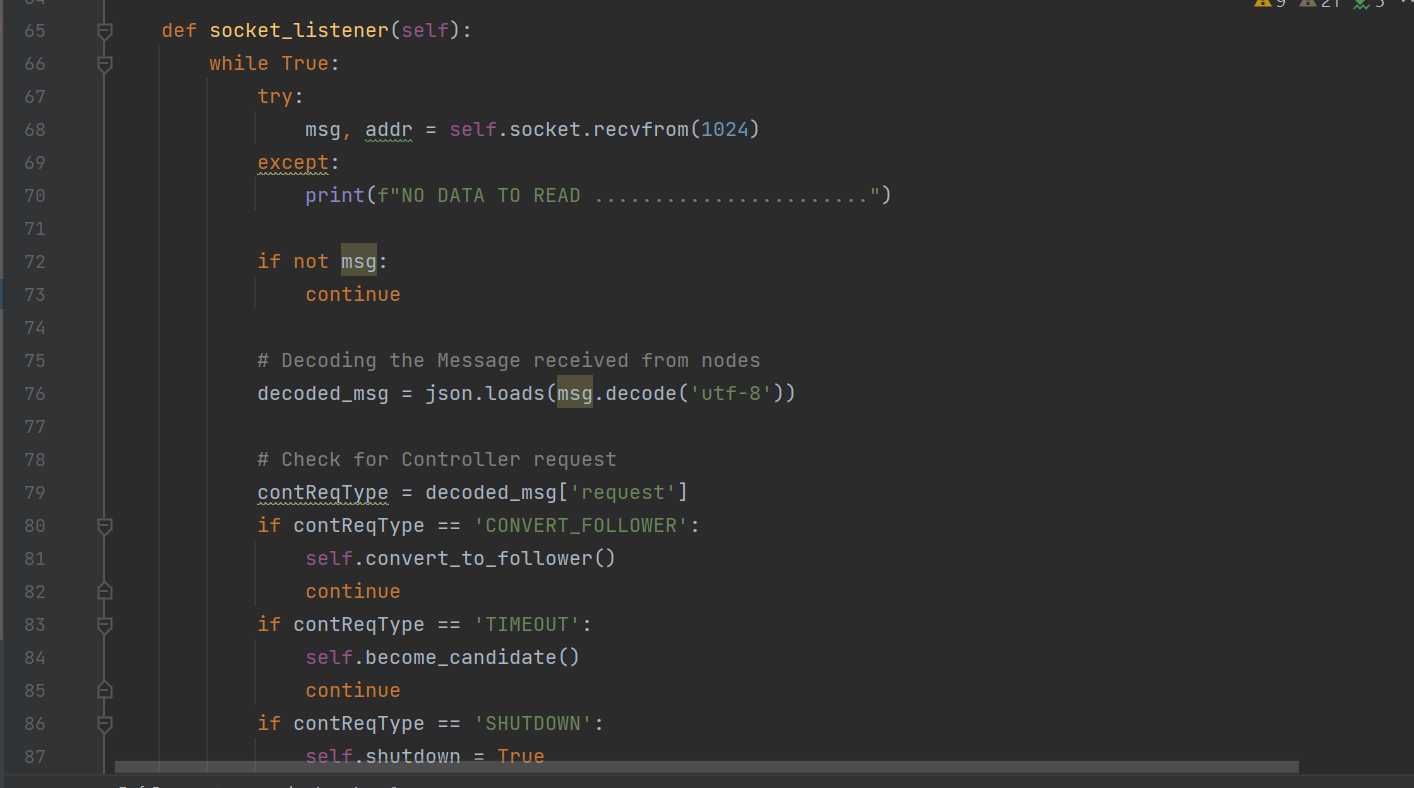 65 def socket_listener(self):
66 while True:
67 try:
68 msg, addr = self.socket.recvfrom(1024)
69 except:
70 print(f"NO DATA TO READ .......................")
71
72 if not msg:
73 continue
74
75 # Decoding the Message received from nodes
76 decoded_msg = json.loads(msg.decode('utf-8'))
77
78 # Check for Controller request
79 contReqType = decoded_msg['request']
80 if contReqType == 'CONVERT_FOLLOWER':
81 self.convert_to_follower()
82 continue
83 if contReqType == 'TIMEOUT':
84 self.become_candidate()
85 continue
86 if contReqType == 'SHUTDOWN':
87 self.shutdown = True